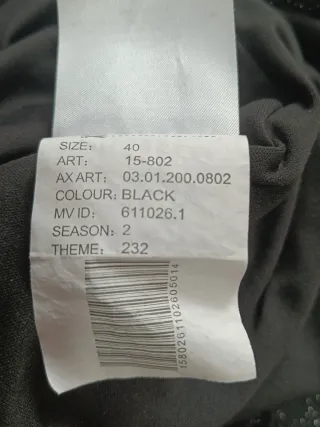 SIZE: 40
ART: 15-802
AX ART: 03.01.200.0802
COLOUR: BLACK
MV ID: 611026.1
SEASON: 2
THEME: 232
1580261102605014